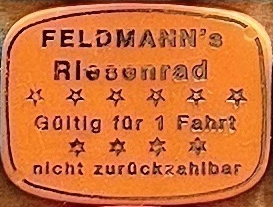 FELDMANN's
Riesenrad
Gültig für 1 Fahrt
nicht zurückzahlbar